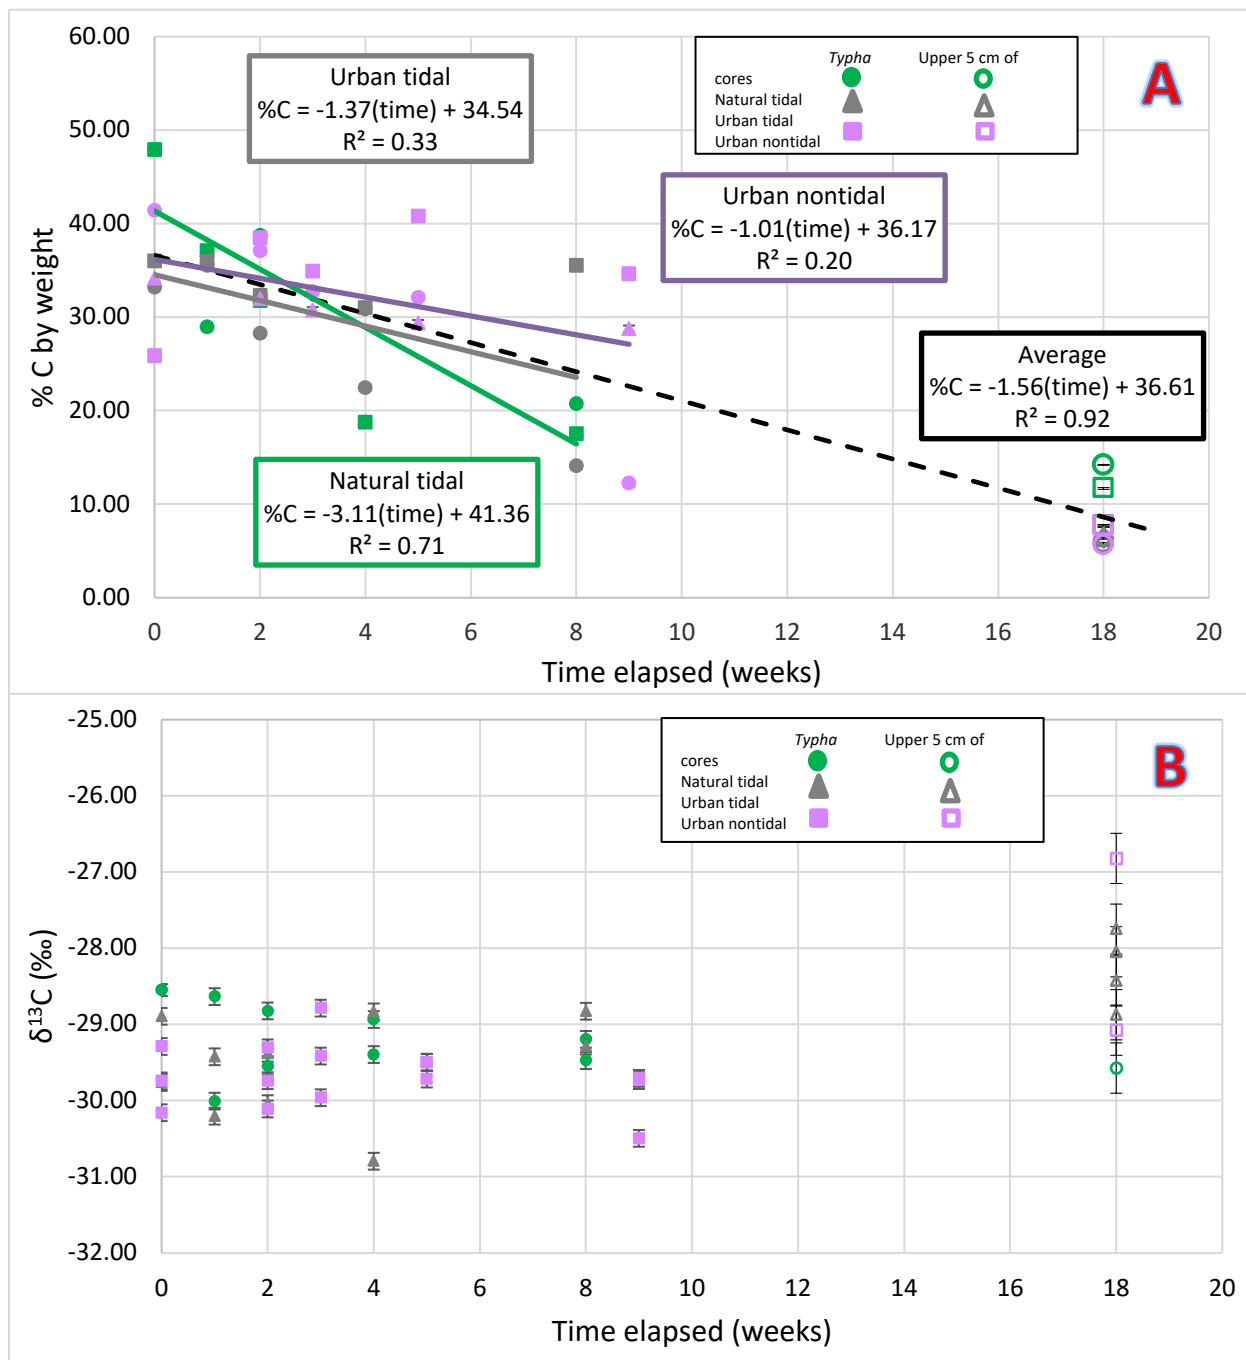 A
60.00
50.00
40.00
30.00
20.00
10.00
0.00
% C by weight
Urban tidal
%C = -1.37(time) + 34.54
R² = 0.33
Typha Upper 5 cm of
cores
Natural tidal
Urban tidal
Urban nontidal
Urban nontidal
%C = -1.01(time) + 36.17
R² = 0.20
Average
%C = -1.56(time) + 36.61
R² = 0.92
Natural tidal
%C = -3.11(time) + 41.36
R² = 0.71
0 2 4 6 8 10 12 14 16 18 20
Time elapsed (weeks)
B
-25.00
-26.00
-27.00
-28.00
-29.00
-30.00
-31.00
-32.00
δ¹³C (‰)
Typha Upper 5 cm of
cores
Natural tidal
Urban tidal
Urban nontidal
0 2 4 6 8 10 12 14 16 18 20
Time elapsed (weeks)